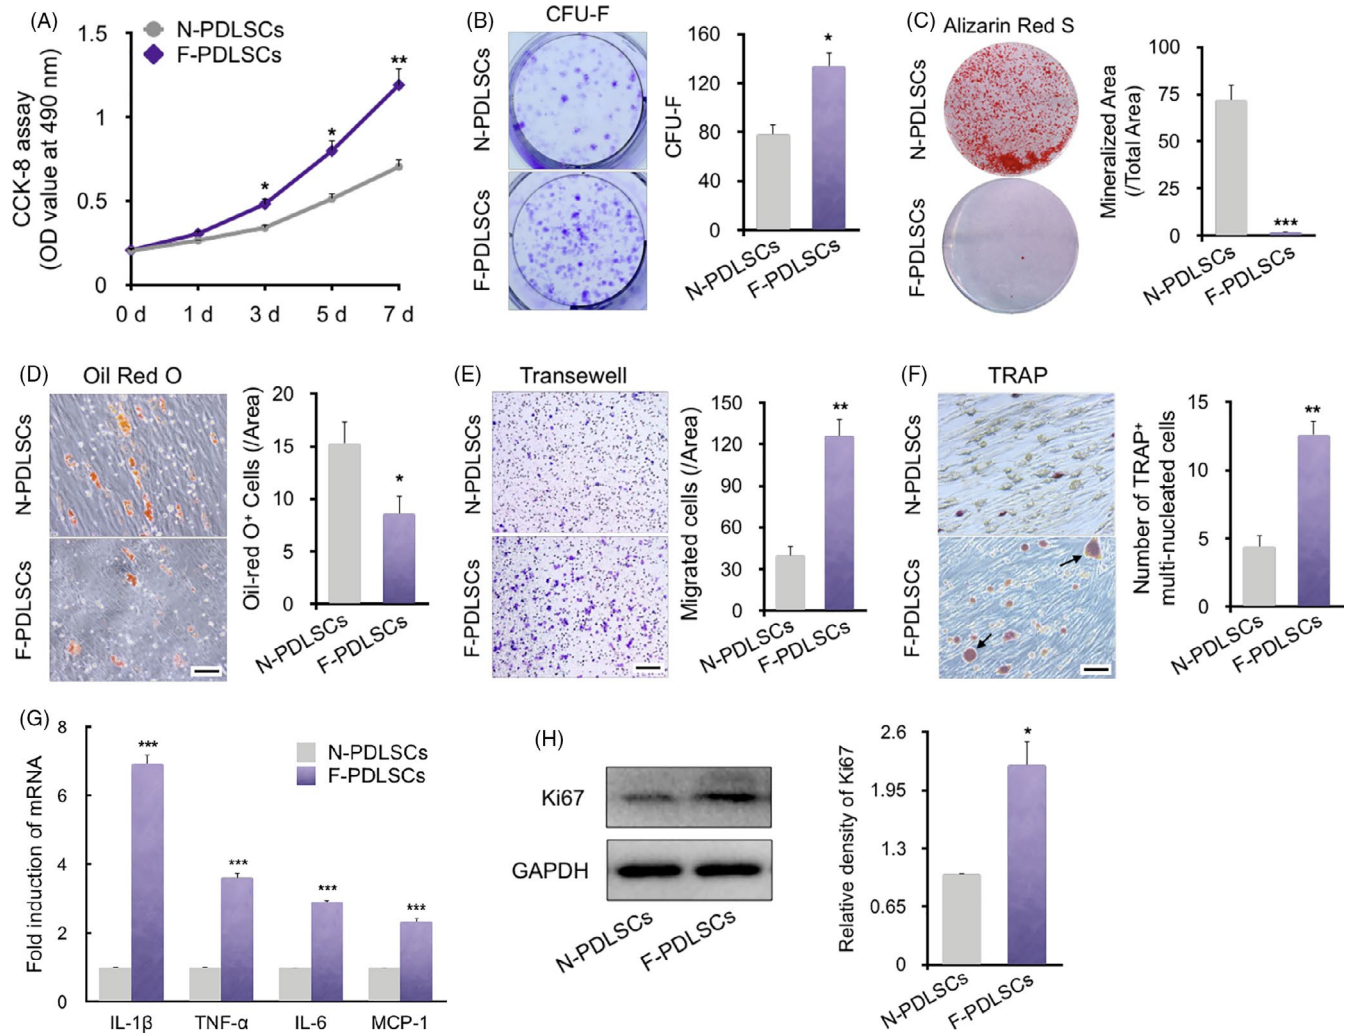 (A)
N-PDLSCs
F-PDLSCs
CCK-8 assay
(OD value at 490 nm)
1.5
1
0.5
0
*
*
**
0 d 1 d 3 d 5 d 7 d
(B)
CFU-F
N-PDLSCs
F-PDLSCs
CFU-F
160
120
80
40
0
*
N-PDLSCs
F-PDLSCs
(C)
Alizarin Red S
N-PDLSCs
F-PDLSCs
Mineralized Area
(/Total Area)
100
75
50
25
0
***
N-PDLSCs
F-PDLSCs
(D)
Oil Red O
N-PDLSCs
F-PDLSCs
Oil-red O⁺ Cells (/Area)
20
15
10
5
0
*
N-PDLSCs
F-PDLSCs
(E)
Transewell
N-PDLSCs
F-PDLSCs
Migrated cells (/Area)
150
120
90
60
30
0
**
N-PDLSCs
F-PDLSCs
(F)
TRAP
N-PDLSCs
F-PDLSCs
Number of TRAP⁺
multi-nucleated cells
15
10
5
0
**
N-PDLSCs
F-PDLSCs
(G)
Fold induction of mRNA
8
6
4
2
0
N-PDLSCs
F-PDLSCs
***
***
***
***
IL-1β TNF-α IL-6 MCP-1
(H)
Ki67
GAPDH
N-PDLSCs
F-PDLSCs
Relative density of Ki67
2.6
1.95
1.3
0.65
0
*
N-PDLSCs
F-PDLSCs